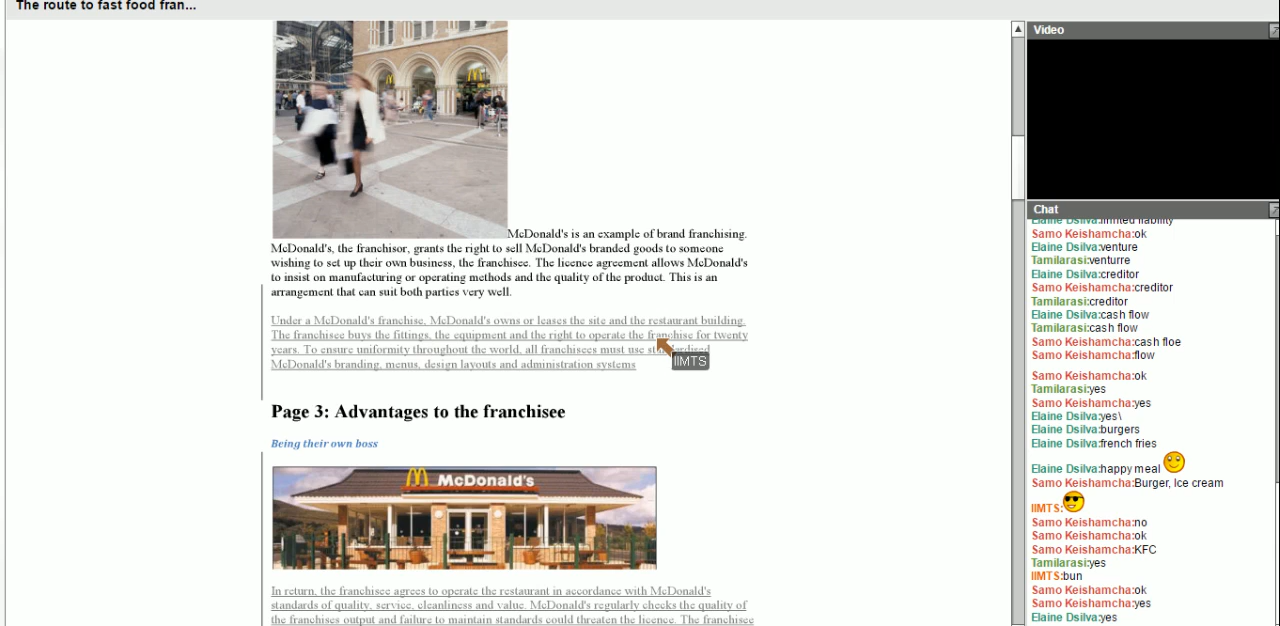 The route to fast food fran...
McDonald's is an example of brand franchising.
McDonald's, the franchisor, grants the right to sell McDonald's branded goods to someone
wishing to set up their own business, the franchisee. The licence agreement allows McDonald's
to insist on manufacturing or operating methods and the quality of the product. This is an
arrangement that can suit both parties very well.
Under a McDonald's franchise, McDonald's owns or leases the site and the restaurant building.
The franchisee buys the fittings, the equipment and the right to operate the franchise for twenty
years. To ensure uniformity throughout the world, all franchisees must use standardised
McDonald's branding, menus, design layouts and administration systems
IIMTS
Page 3: Advantages to the franchisee
Being their own boss
McDonald's
In return, the franchisee agrees to operate the restaurant in accordance with McDonald's
standards of quality, service, cleanliness and value. McDonald's regularly checks the quality of
the franchises output and failure to maintain standards could threaten the licence. The franchisee
Video
Chat
Elaine Dsilva:limited liability
Samo Keishamcha:ok
Elaine Dsilva:venture
Tamilarasi:venturre
Elaine Dsilva:creditor
Samo Keishamcha:creditor
Tamilarasi:creditor
Elaine Dsilva:cash flow
Tamilarasi:cash flow
Samo Keishamcha:cash floe
Samo Keishamcha:flow
Samo Keishamcha:ok
Tamilarasi:yes
Samo Keishamcha:yes
Elaine Dsilva:yes\
Elaine Dsilva:burgers
Elaine Dsilva:french fries
Elaine Dsilva:happy meal
Samo Keishamcha:Burger, Ice cream
IIMTS:
Samo Keishamcha:no
Samo Keishamcha:ok
Samo Keishamcha:KFC
Tamilarasi:yes
IIMTS:bun
Samo Keishamcha:ok
Samo Keishamcha:yes
Elaine Dsilva:yes